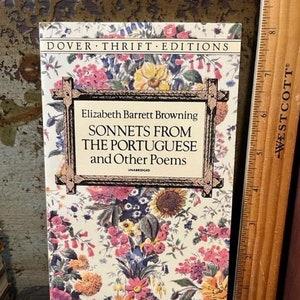 DOVER · THRIFT · EDITIONS
Elizabeth Barrett Browning
SONNETS FROM
THE PORTUGUESE
and Other Poems
UNABRIDGED
WESTCOTT